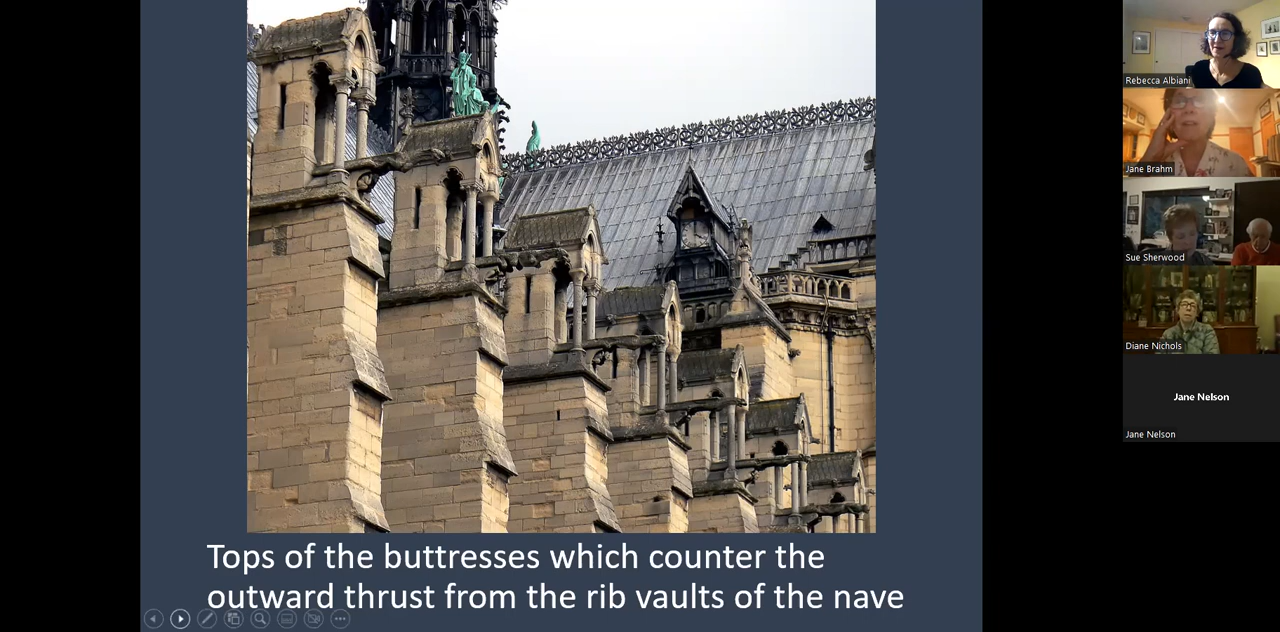 Tops of the buttresses which counter the
outward thrust from the rib vaults of the nave
Rebecca Albiani
Jane Brahm
Sue Sherwood
Diane Nichols
Jane Nelson
Jane Nelson